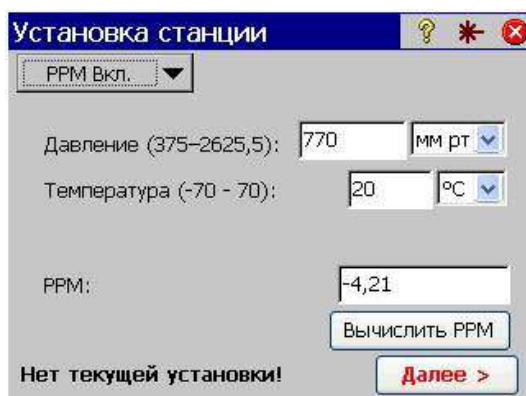 Установка станции
PPM Вкл.
Давление (375–2625,5): 770 мм рт
Температура (-70 - 70): 20 °C
PPM: -4,21
Вычислить PPM
Нет текущей установки! Далее >